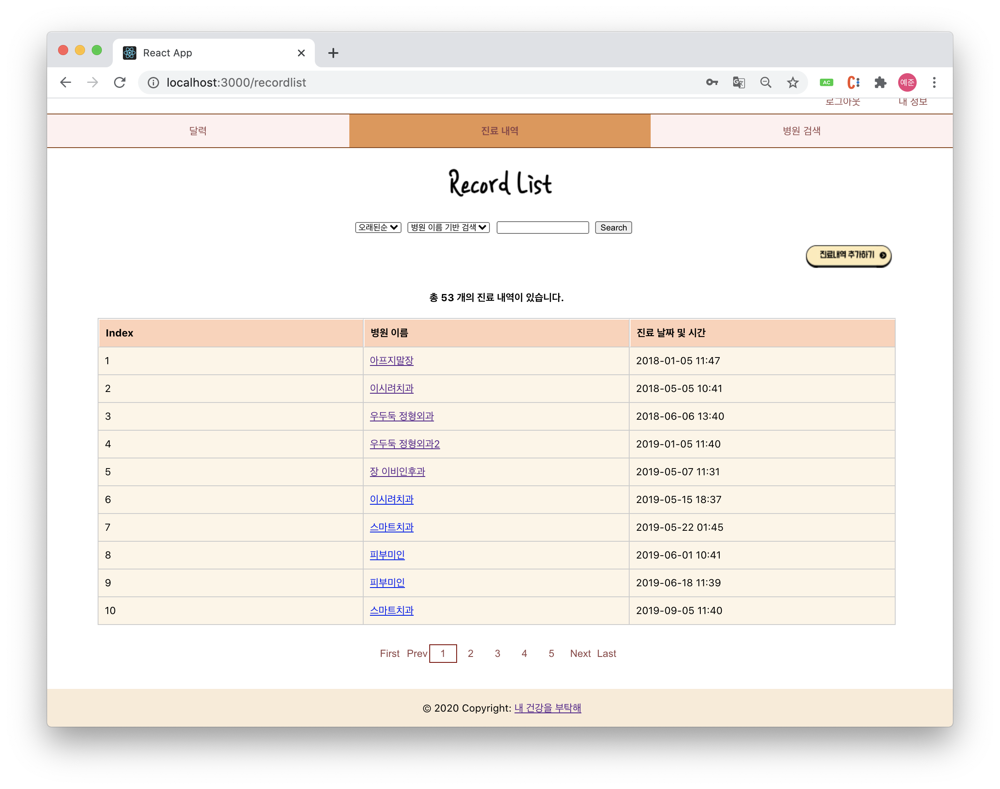 React App
localhost:3000/recordlist
AC
예준
로그아웃 내 정보
달력 진료 내역 병원 검색
Record List
오래된순 병원 이름 기반 검색 Search
진료내역 추가하기
총 53 개의 진료 내역이 있습니다.
Index 병원 이름 진료 날짜 및 시간
1 아프지말장 2018-01-05 11:47
2 이시려치과 2018-05-05 10:41
3 우두둑 정형외과 2018-06-06 13:40
4 우두둑 정형외과2 2019-01-05 11:40
5 장 이비인후과 2019-05-07 11:31
6 이시려치과 2019-05-15 18:37
7 스마트치과 2019-05-22 01:45
8 피부미인 2019-06-01 10:41
9 피부미인 2019-06-18 11:39
10 스마트치과 2019-09-05 11:40
First Prev 1 2 3 4 5 Next Last
© 2020 Copyright: 내 건강을 부탁해